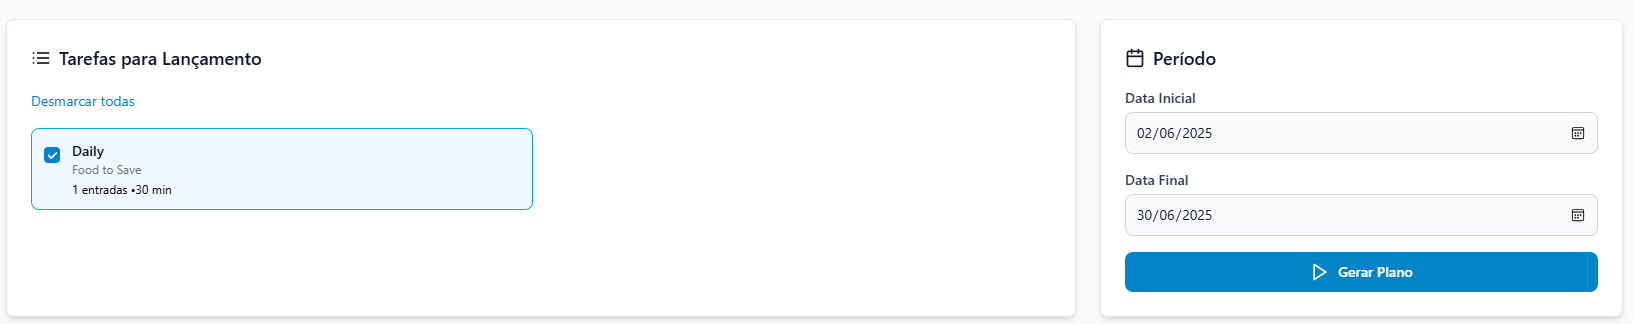 Tarefas para Lançamento
Desmarcar todas
Daily
Food to Save
1 entradas •30 min
Período
Data Inicial
02/06/2025
Data Final
30/06/2025
Gerar Plano